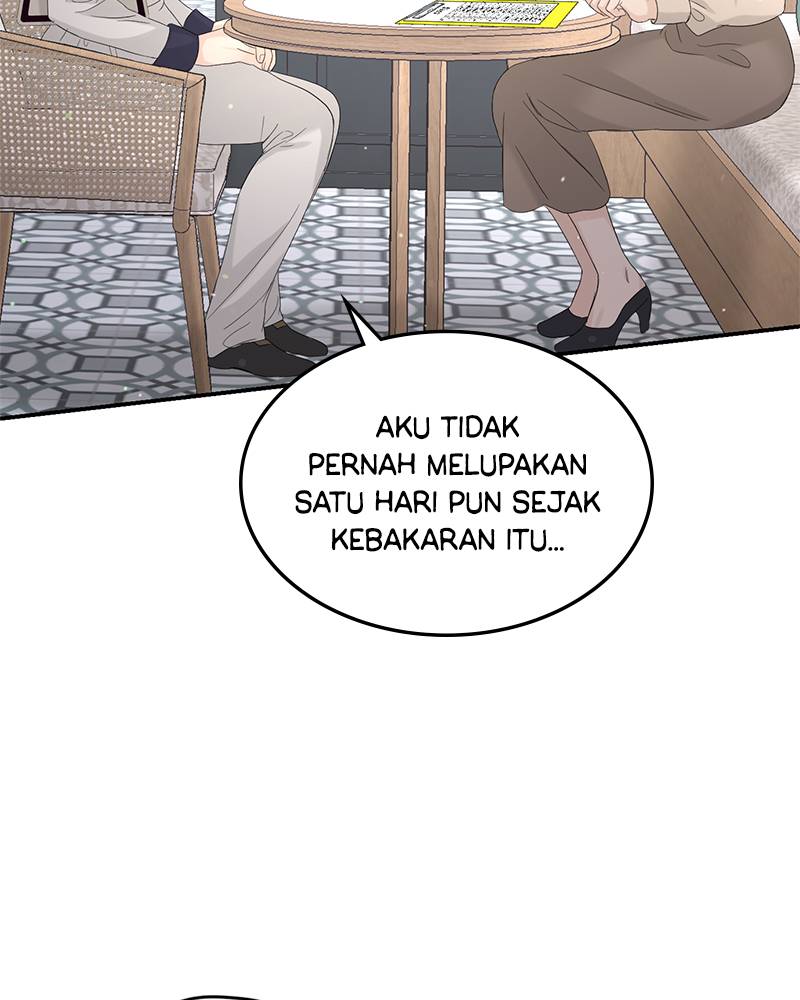 AKU TIDAK
PERNAH MELUPAKAN
SATU HARI PUN SEJAK
KEBAKARAN ITU...